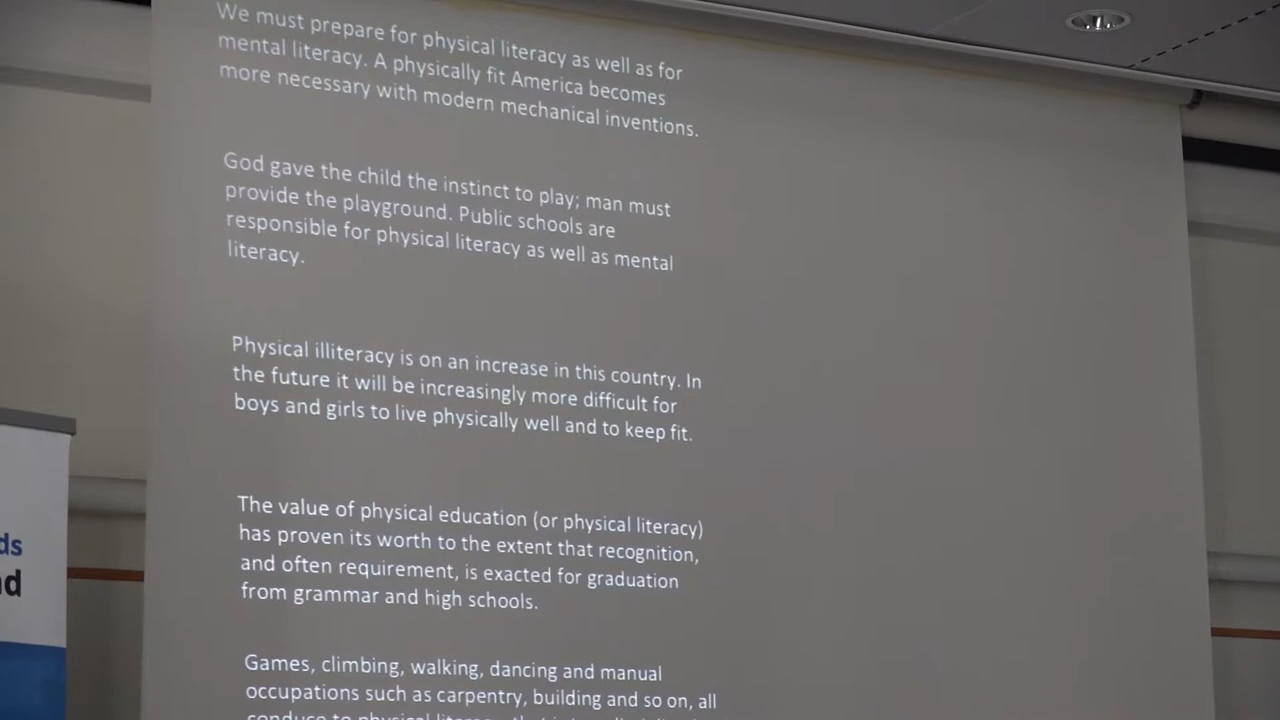 We must prepare for physical literacy as well as for
mental literacy. A physically fit America becomes
more necessary with modern mechanical inventions.
God gave the child the instinct to play; man must
provide the playground. Public schools are
responsible for physical literacy as well as mental
literacy.
Physical illiteracy is on an increase in this country. In
the future it will be increasingly more difficult for
boys and girls to live physically well and to keep fit.
The value of physical education (or physical literacy)
has proven its worth to the extent that recognition,
and often requirement, is exacted for graduation
from grammar and high schools.
Games, climbing, walking, dancing and manual
occupations such as carpentry, building and so on, all
conduce to physical
ds
nd